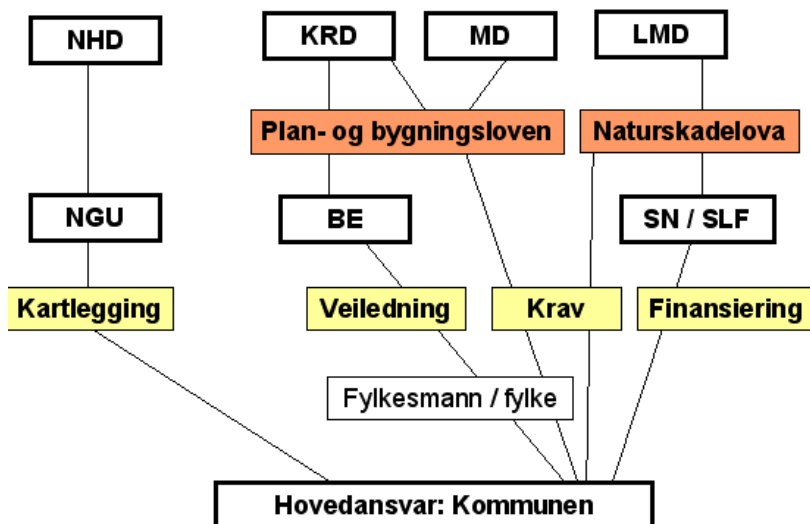 NHD
KRD
MD
LMD
Plan- og bygningsloven
Naturskadelova
NGU
BE
SN / SLF
Kartlegging
Veiledning
Krav
Finansiering
Fylkesmann / fylke
Hovedansvar: Kommunen